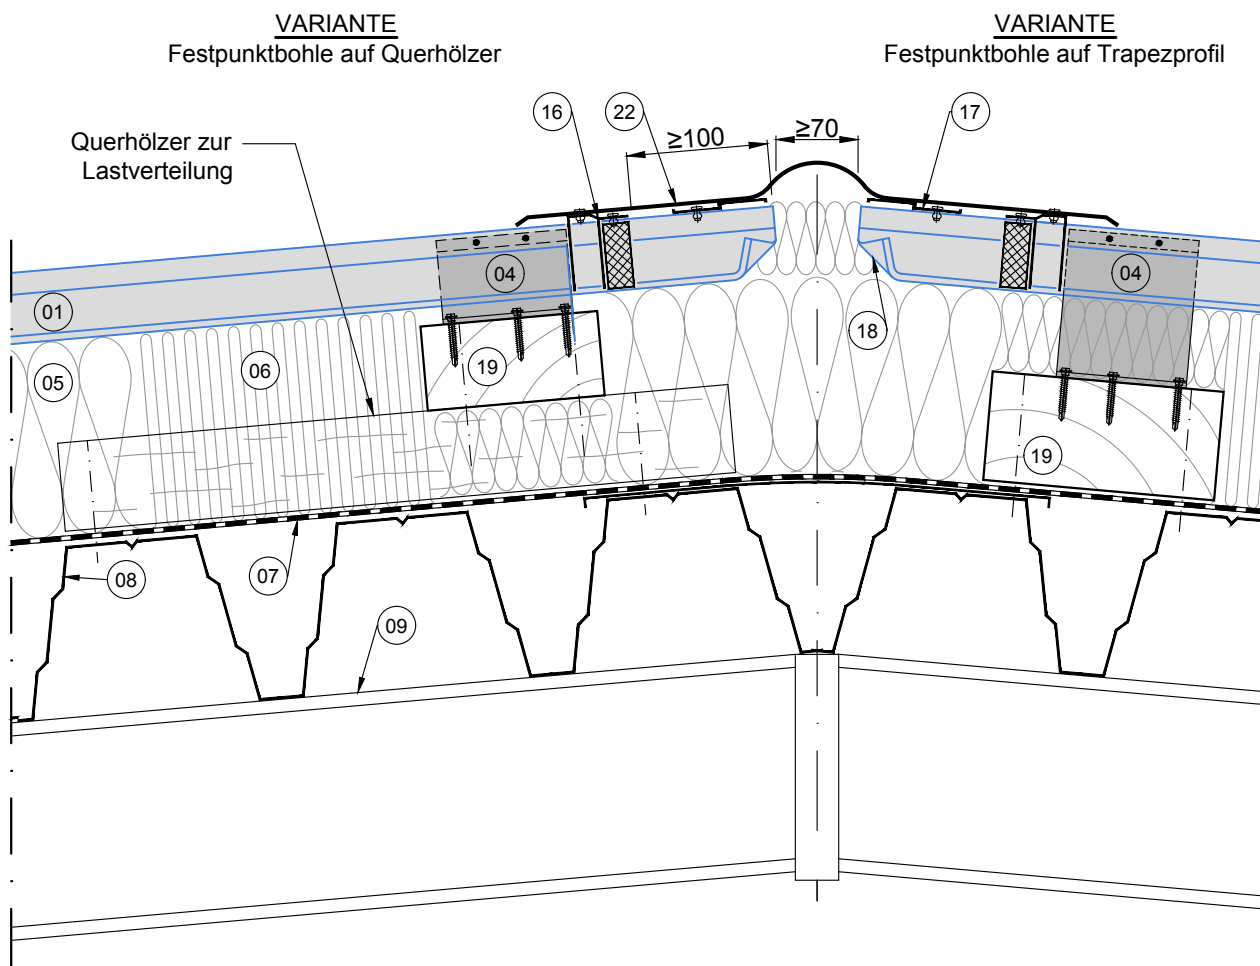 VARIANTE
Festpunktbohle auf Querhölzer
VARIANTE
Festpunktbohle auf Trapezprofil
16
22
17
≥100
≥70
Querhölzer zur
Lastverteilung
04
04
01
18
06
05
19
19
08
07
09